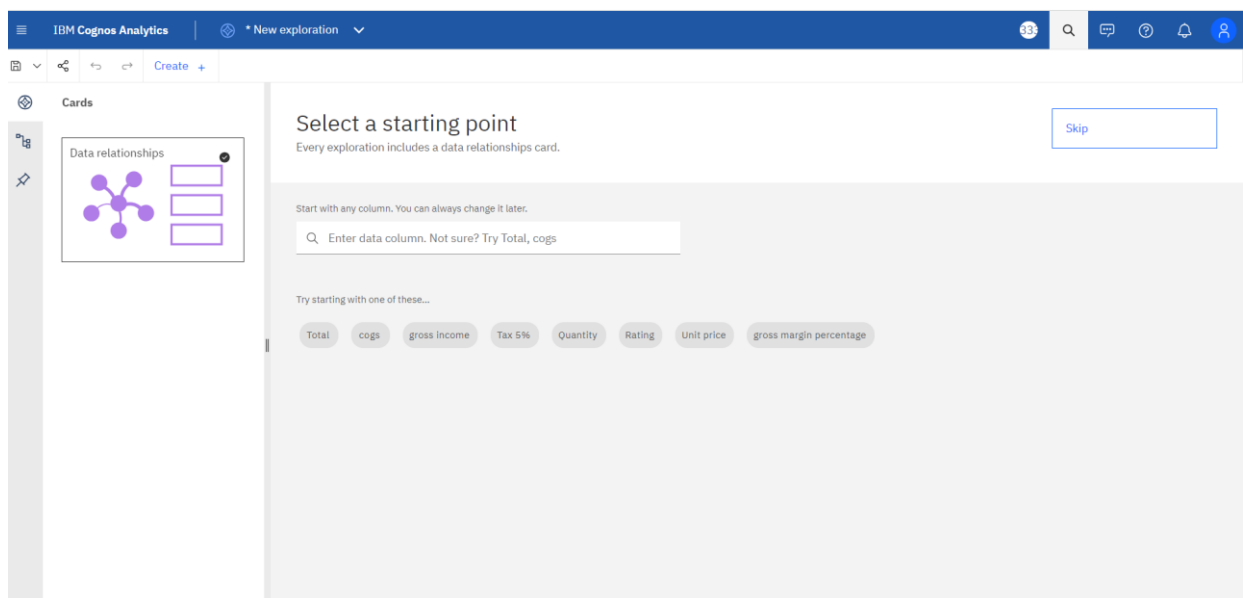 IBM Cognos Analytics
* New exploration
Create +
Cards
Data relationships
Select a starting point
Every exploration includes a data relationships card.
Skip
Start with any column. You can always change it later.
Enter data column. Not sure? Try Total, cogs
Try starting with one of these...
Total cogs gross income Tax 5% Quantity Rating Unit price gross margin percentage